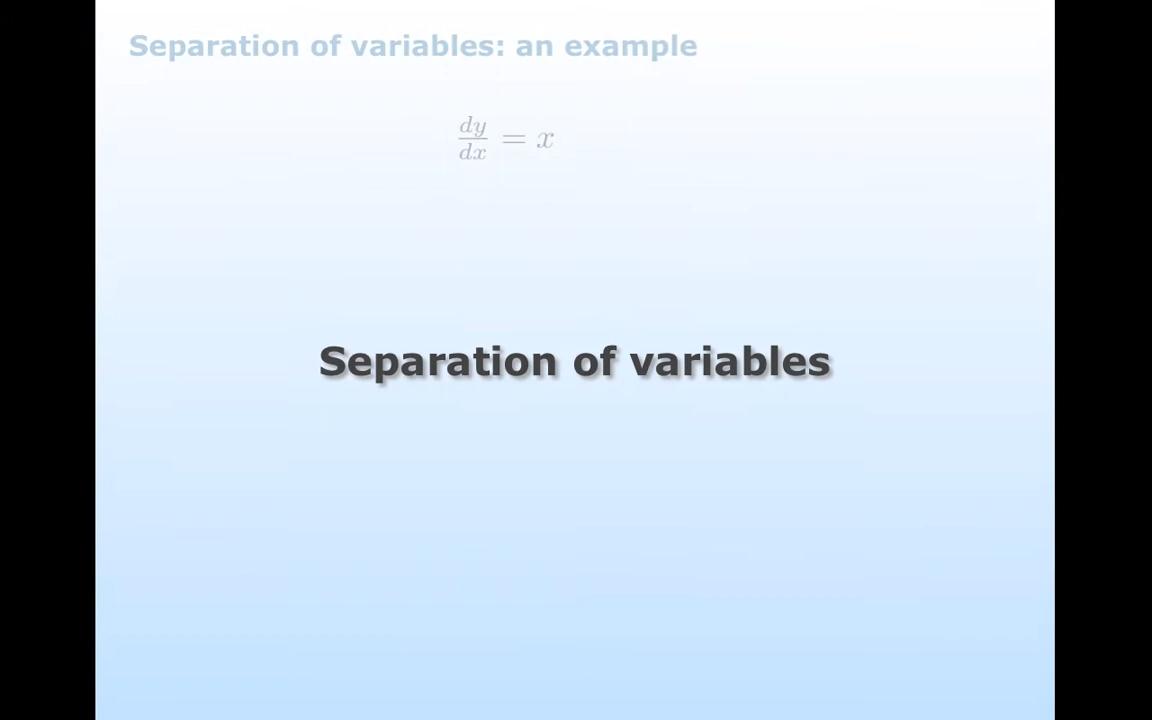 Separation of variables: an example
dy/dx = x
Separation of variables